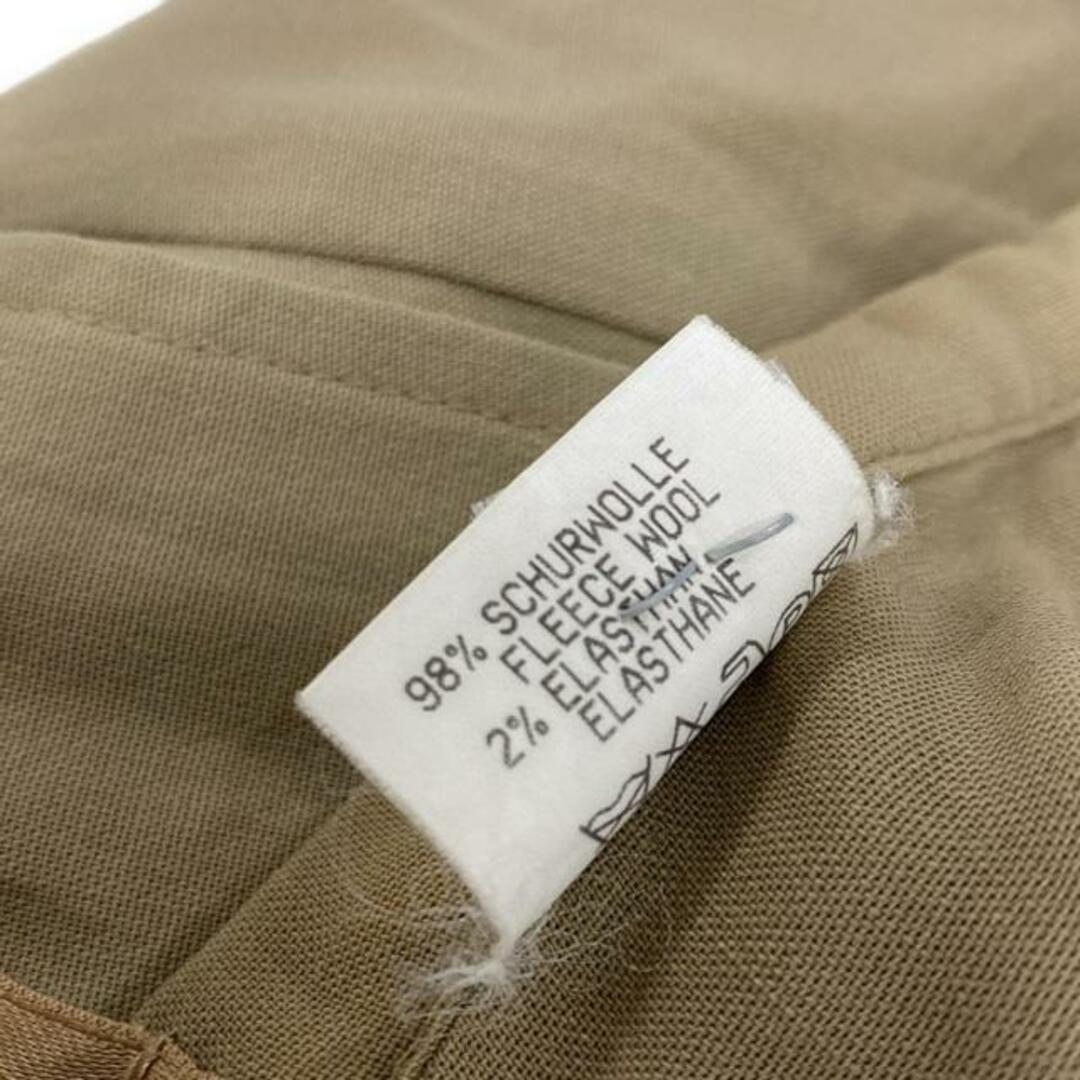 98% SCHURWOLLE
FLEECE WOOL
2% ELASTHAN
ELASTHANE